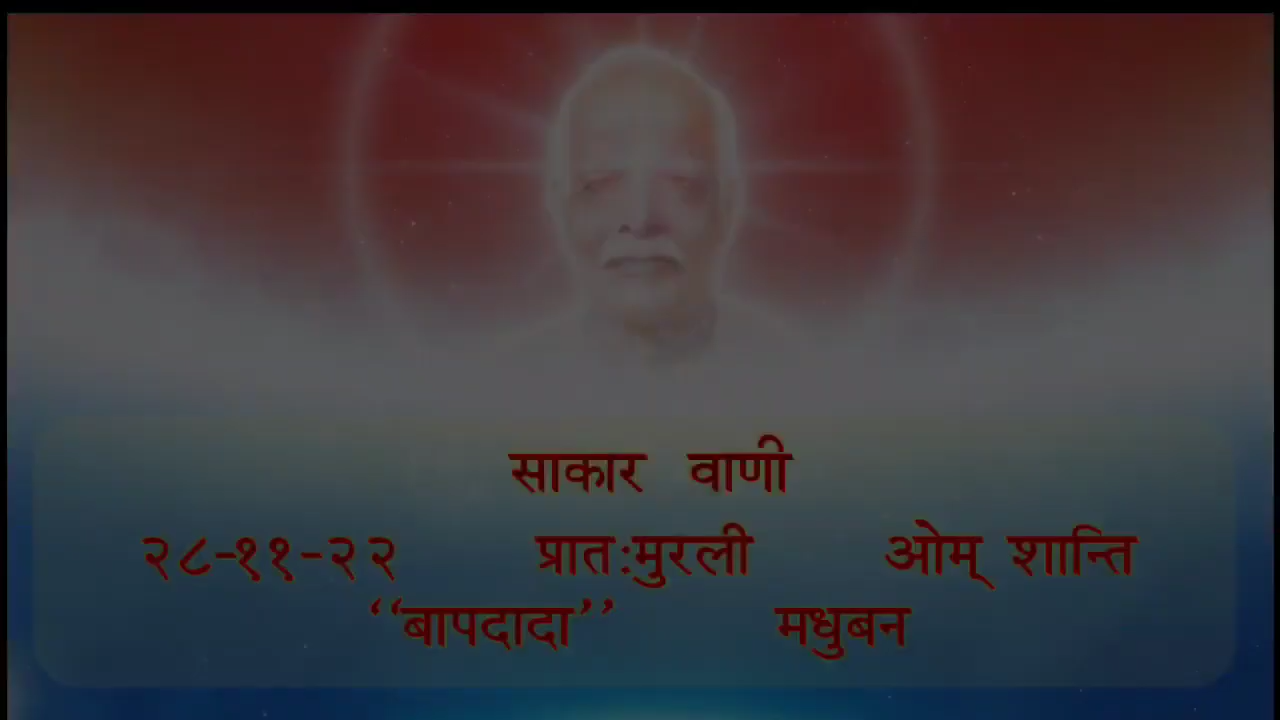 साकार वाणी
२८-११-२२ प्रातः:मुरली ओम् शान्ति
‘‘बापदादा’’ मधुबन